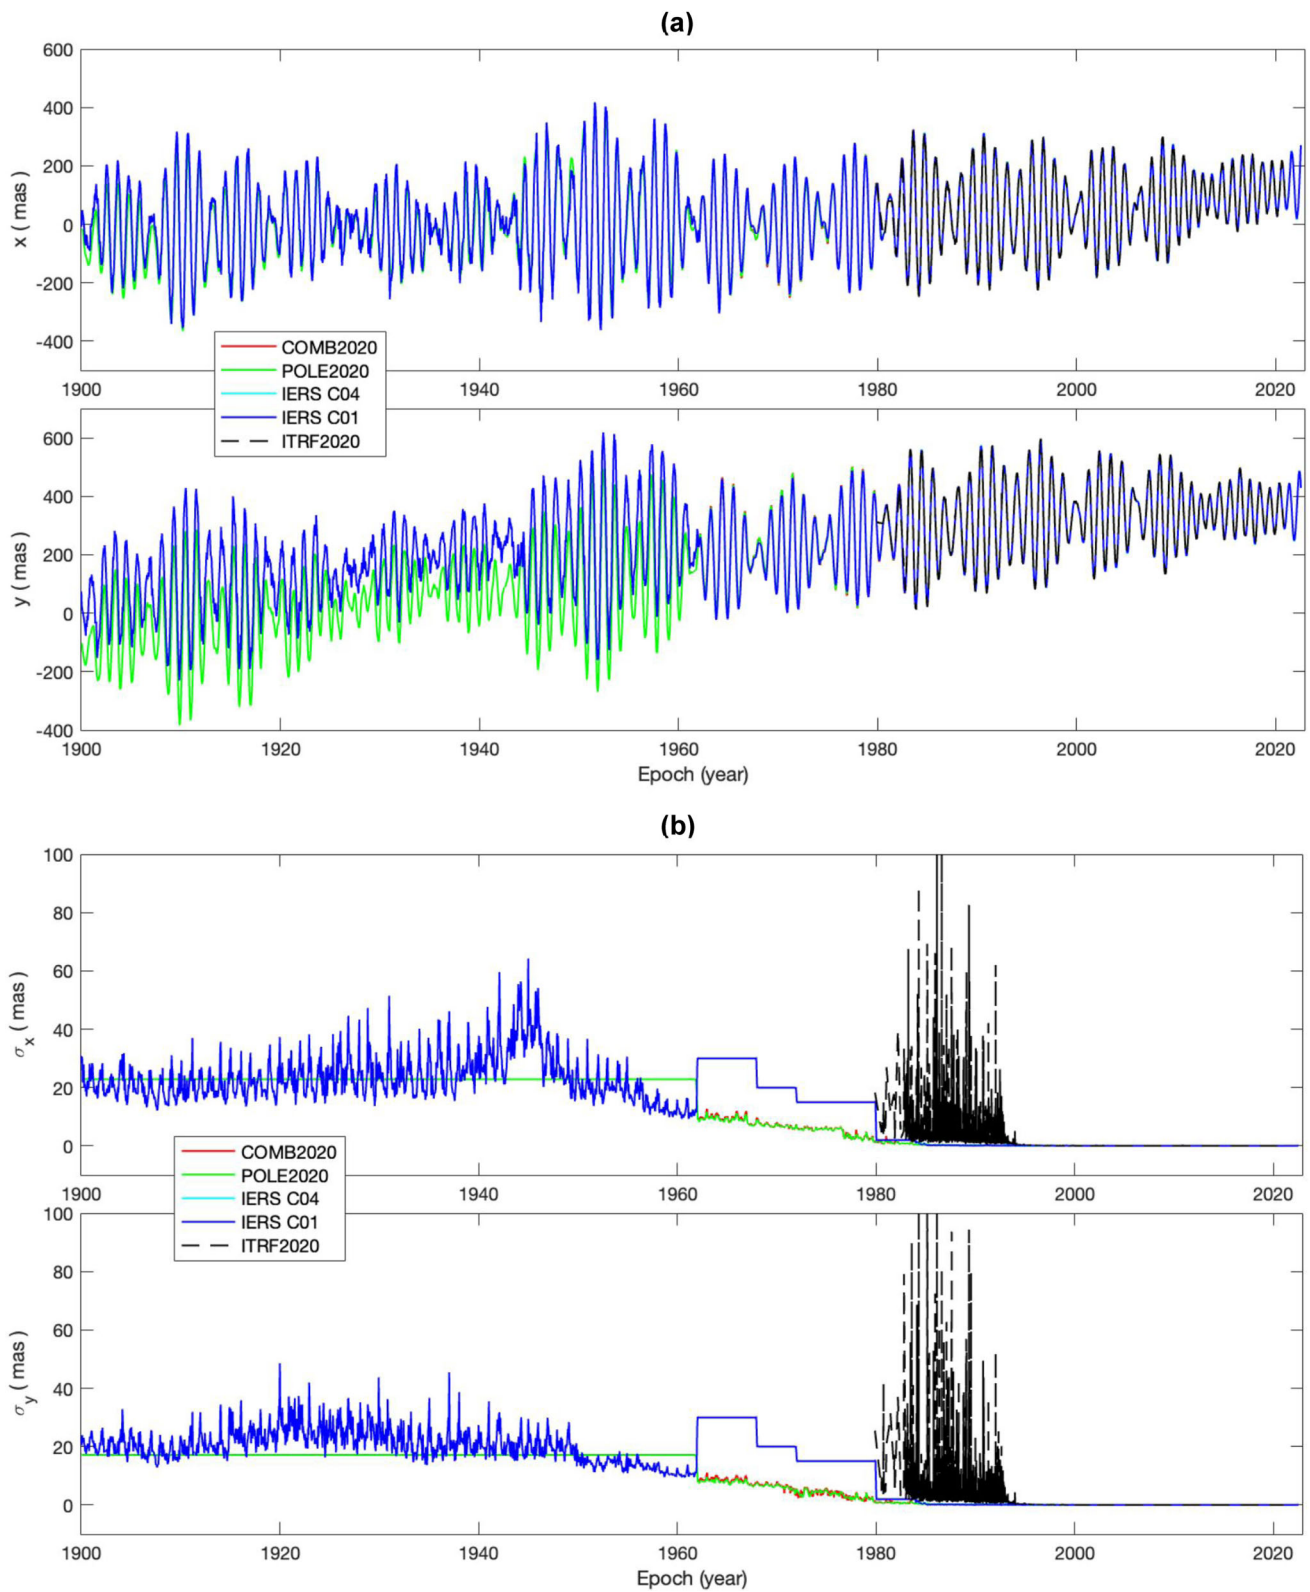 (a)
600
400
200
0
-200
-400
x ( mas )
COMB2020
POLE2020
IERS C04
IERS C01
ITRF2020
1900 1940 1960 1980 2000 2020
600
400
200
0
-200
-400
y ( mas )
1900 1920 1940 1960 1980 2000 2020
Epoch (year)
(b)
100
80
60
40
20
0
σx ( mas )
COMB2020
POLE2020
IERS C04
IERS C01
ITRF2020
1900 1940 1960 1980 2000 2020
100
80
60
40
20
0
σy ( mas )
1900 1920 1940 1960 1980 2000 2020
Epoch (year)